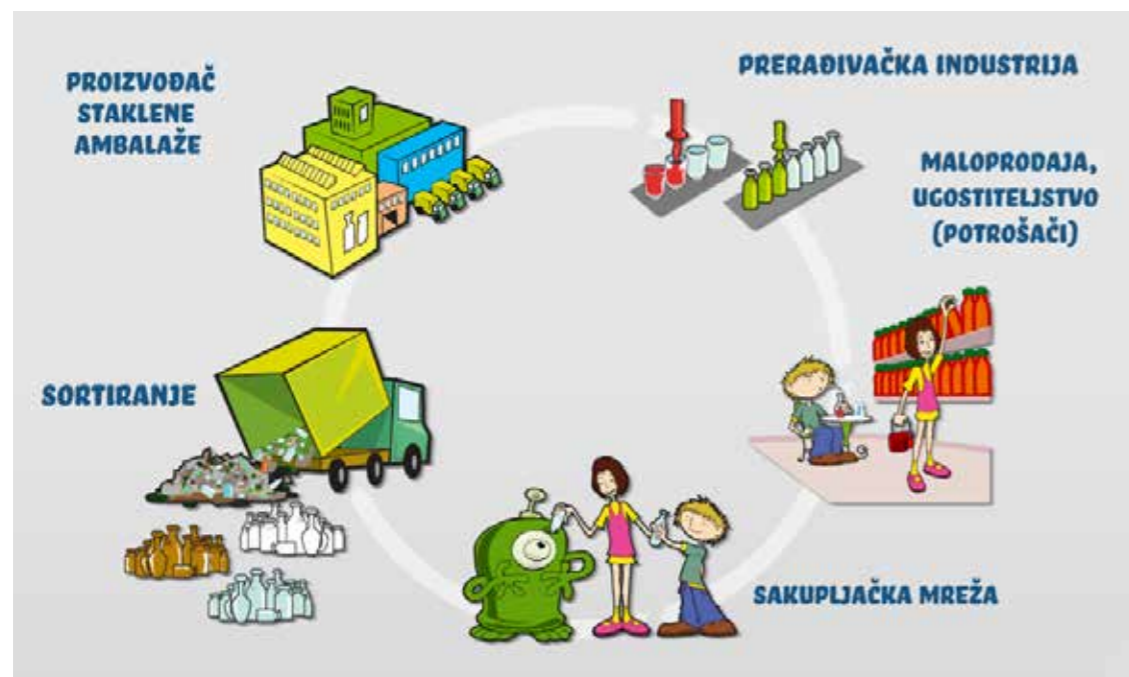 PROIZVOĐAČ
STAKLENE
AMBALAŽE
PRERAĐIVAČKA INDUSTRIJA
MALOPRODAJA,
UGOSTITELJSTVO
(POTROŠAČI)
SORTIRANJE
SAKUPLJAČKA MREŽA